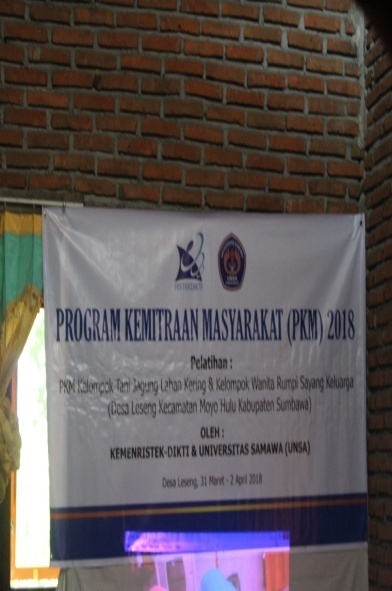 RISTEKDIKTI
PROGRAM KEMITRAAN MASYARAKAT (PKM) 2018
Pelatihan :
PKM Kelompok Tani Jagung Lahan Kering & Kelompok Wanita Rumpi Sayang Keluarga
(Desa Leseng Kecamatan Moyo Hulu Kabupaten Sumbawa)
OLEH :
KEMENRISTEK-DIKTI & UNIVERSITAS SAMAWA (UNSA)
Desa Leseng, 31 Maret - 2 April 2018